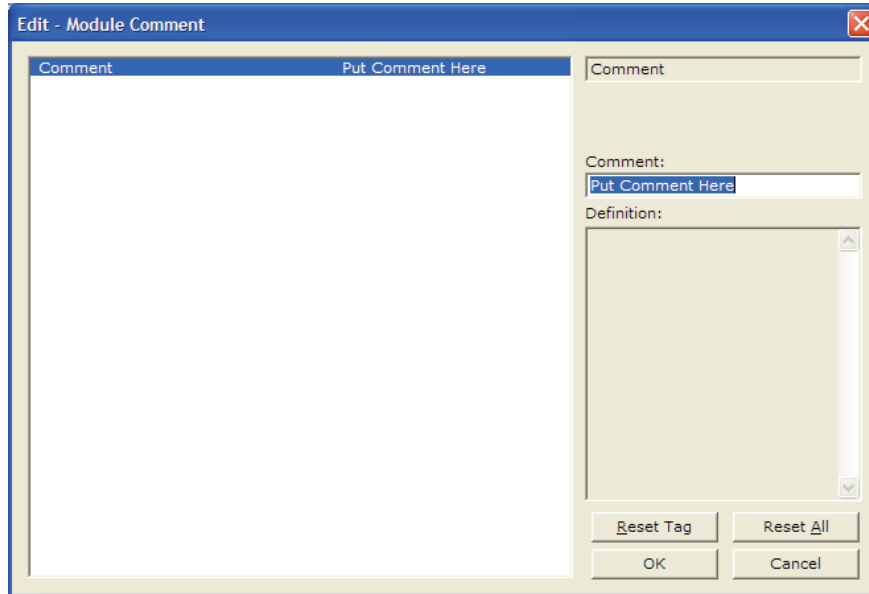 Edit - Module Comment
Comment Put Comment Here
Comment
Comment:
Put Comment Here
Definition:
Reset Tag Reset All
OK Cancel